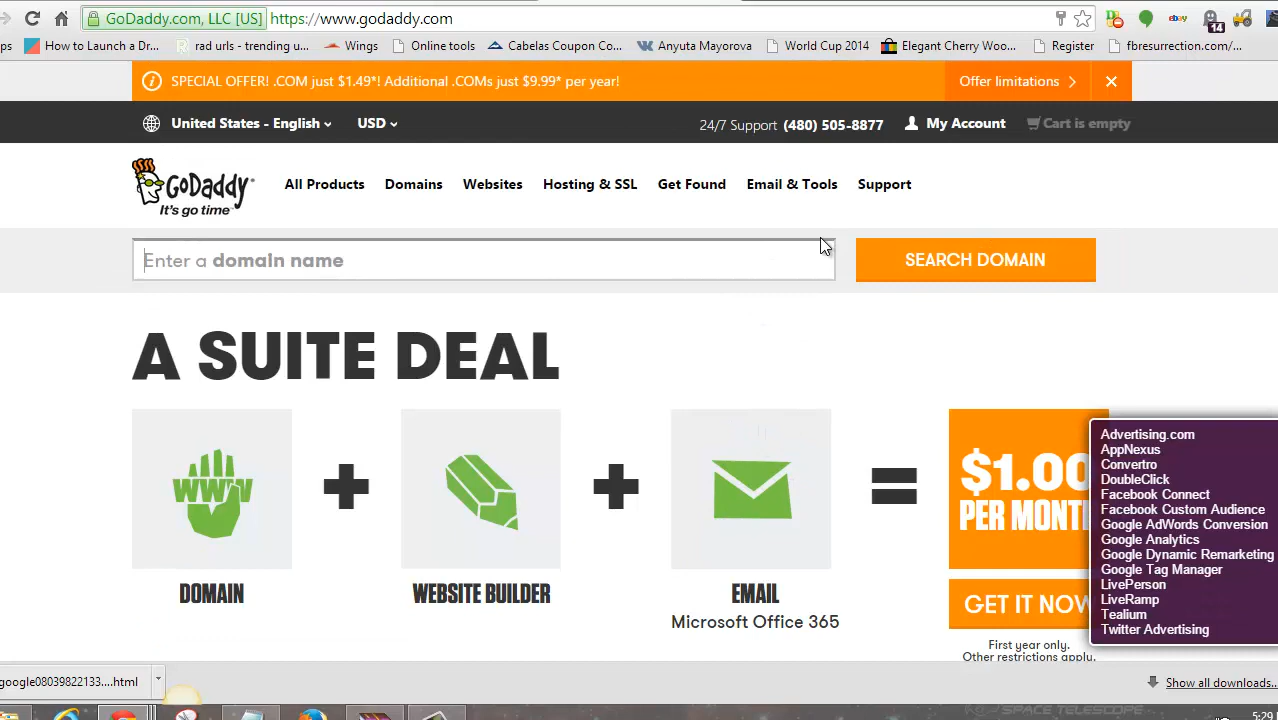 GoDaddy.com, LLC [US] https://www.godaddy.com
14
How to Launch a Dr... rad urls - trending u... Wings Online tools Cabelas Coupon Co... Anyuta Mayorova World Cup 2014 Elegant Cherry Woo... Register fbresurrection.com/...
SPECIAL OFFER! .COM just $1.49*! Additional .COMs just $9.99* per year! Offer limitations
United States - English USD 24/7 Support (480) 505-8877 My Account Cart is empty
GoDaddy
It's go time™
All Products Domains Websites Hosting & SSL Get Found Email & Tools Support
Enter a domain name SEARCH DOMAIN
A SUITE DEAL
WWW
$1.00
PER MONTH
DOMAIN WEBSITE BUILDER EMAIL
Microsoft Office 365
GET IT NOW
First year only.
Other restrictions apply.
Advertising.com
AppNexus
Convertro
DoubleClick
Facebook Connect
Facebook Custom Audience
Google AdWords Conversion
Google Analytics
Google Dynamic Remarketing
Google Tag Manager
LivePerson
LiveRamp
Tealium
Twitter Advertising
google08039822133....html Show all downloads...
SPACE TELESCOPE
5:29